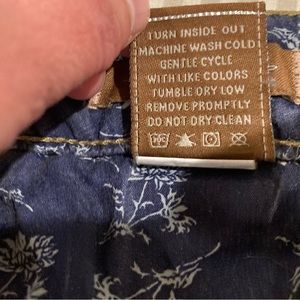 TURN INSIDE OUT
MACHINE WASH COLD
GENTLE CYCLE
WITH LIKE COLORS
TUMBLE DRY LOW
REMOVE PROMPTLY
DO NOT DRY CLEAN